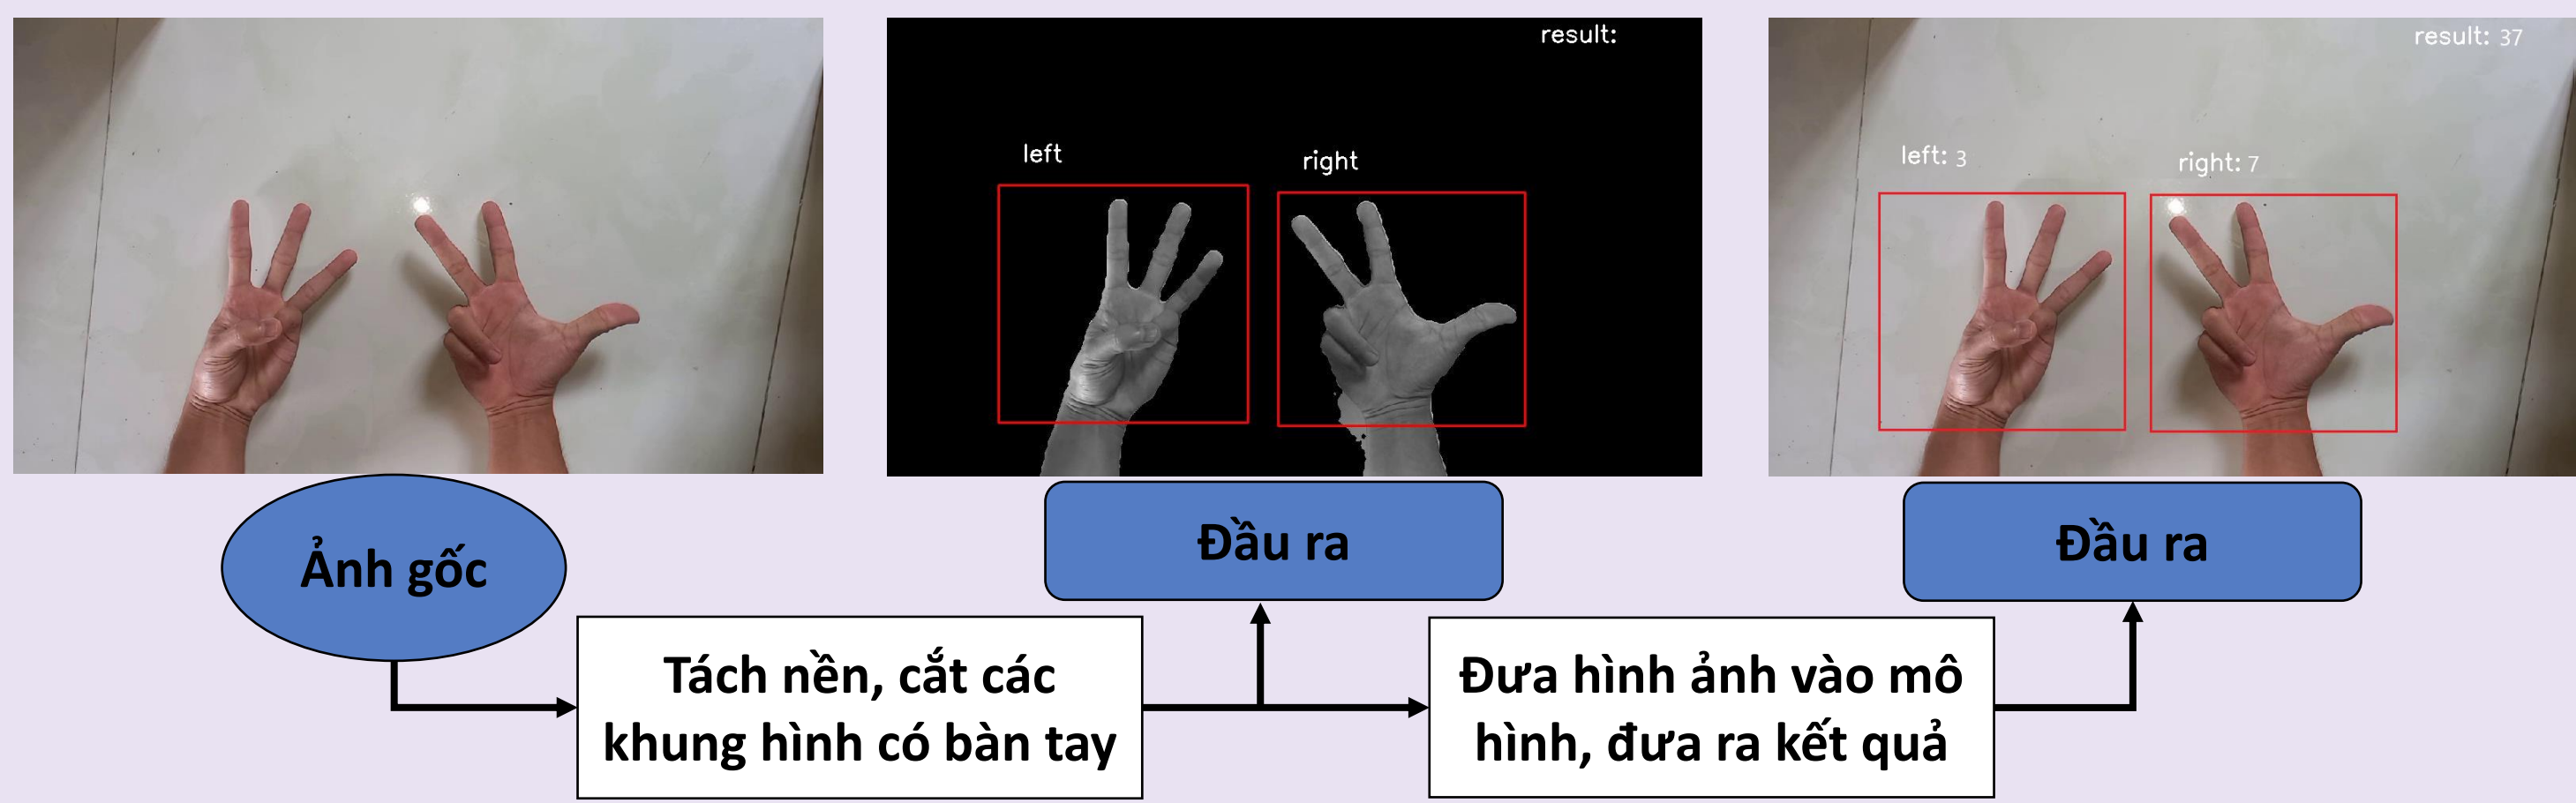 result:
left
right
result: 37
left: 3
right: 7
Ảnh gốc
Đầu ra
Đầu ra
Tách nền, cắt các
khung hình có bàn tay
Đưa hình ảnh vào mô
hình, đưa ra kết quả